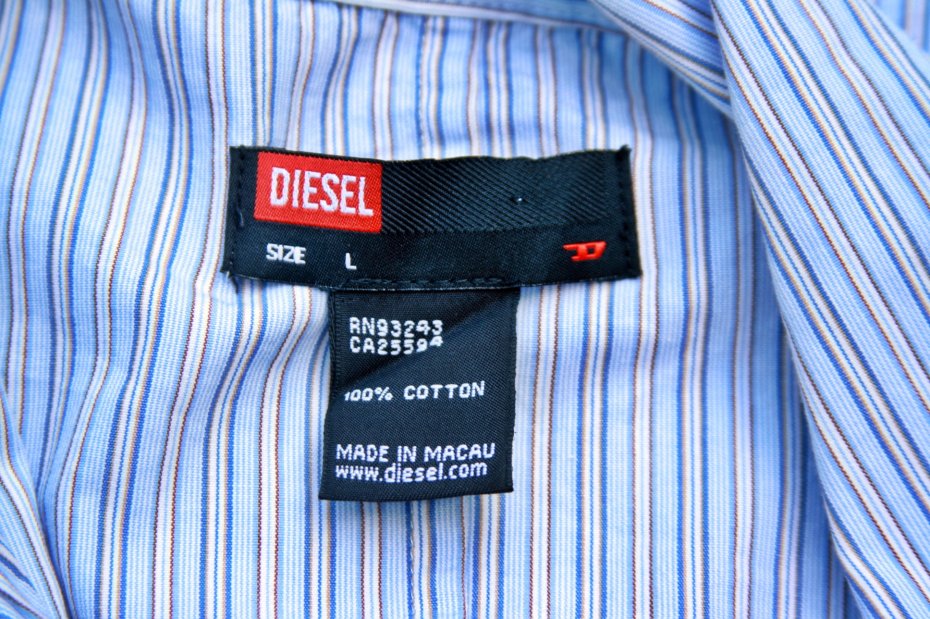 DIESEL
SIZE L
RN93243
CA25594
100% COTTON
MADE IN MACAU
www.diesel.com